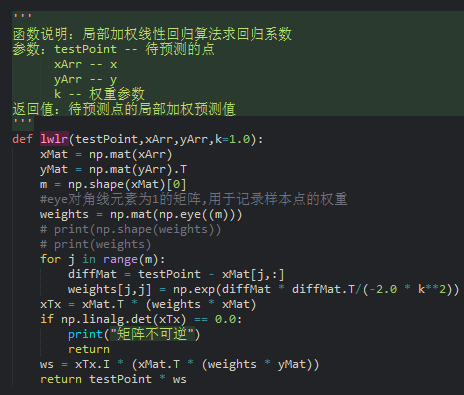 '''
函数说明：局部加权线性回归算法求回归系数
参数：testPoint -- 待预测的点
      xArr -- x
      yArr -- y
      k -- 权重参数
返回值：待预测点的局部加权预测值
'''
def lwlr(testPoint,xArr,yArr,k=1.0):
    xMat = np.mat(xArr)
    yMat = np.mat(yArr).T
    m = np.shape(xMat)[0]
    #eye对角线元素为1的矩阵,用于记录样本点的权重
    weights = np.mat(np.eye((m)))
    # print(np.shape(weights))
    # print(weights)
    for j in range(m):
        diffMat = testPoint - xMat[j,:]
        weights[j,j] = np.exp(diffMat * diffMat.T/(-2.0 * k**2))
    xTx = xMat.T * (weights * xMat)
    if np.linalg.det(xTx) == 0.0:
        print("矩阵不可逆")
        return
    ws = xTx.I * (xMat.T * (weights * yMat))
    return testPoint * ws